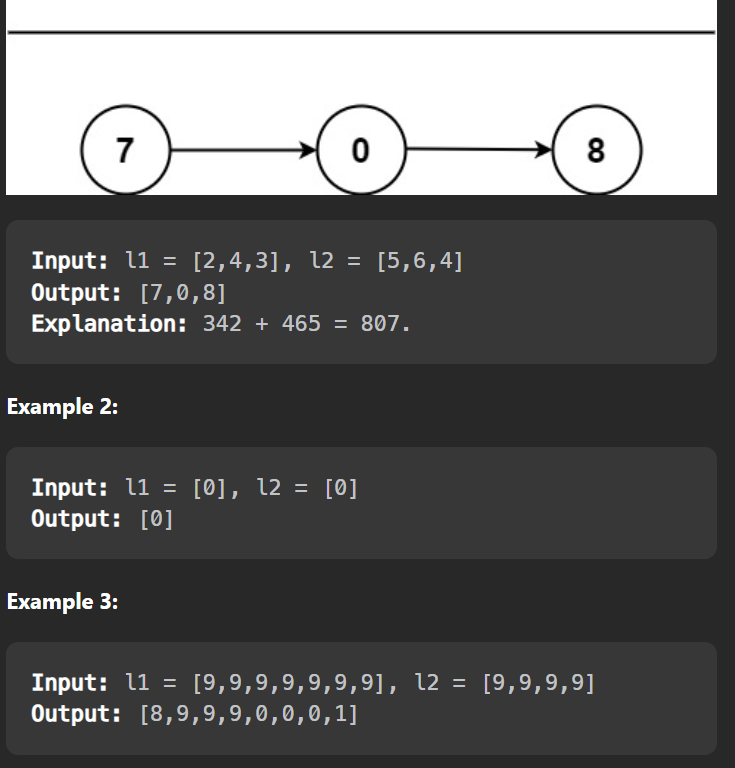 7 0 8
Input: l1 = [2,4,3], l2 = [5,6,4]
Output: [7,0,8]
Explanation: 342 + 465 = 807.
Example 2:
Input: l1 = [0], l2 = [0]
Output: [0]
Example 3:
Input: l1 = [9,9,9,9,9,9,9], l2 = [9,9,9,9]
Output: [8,9,9,9,0,0,0,1]